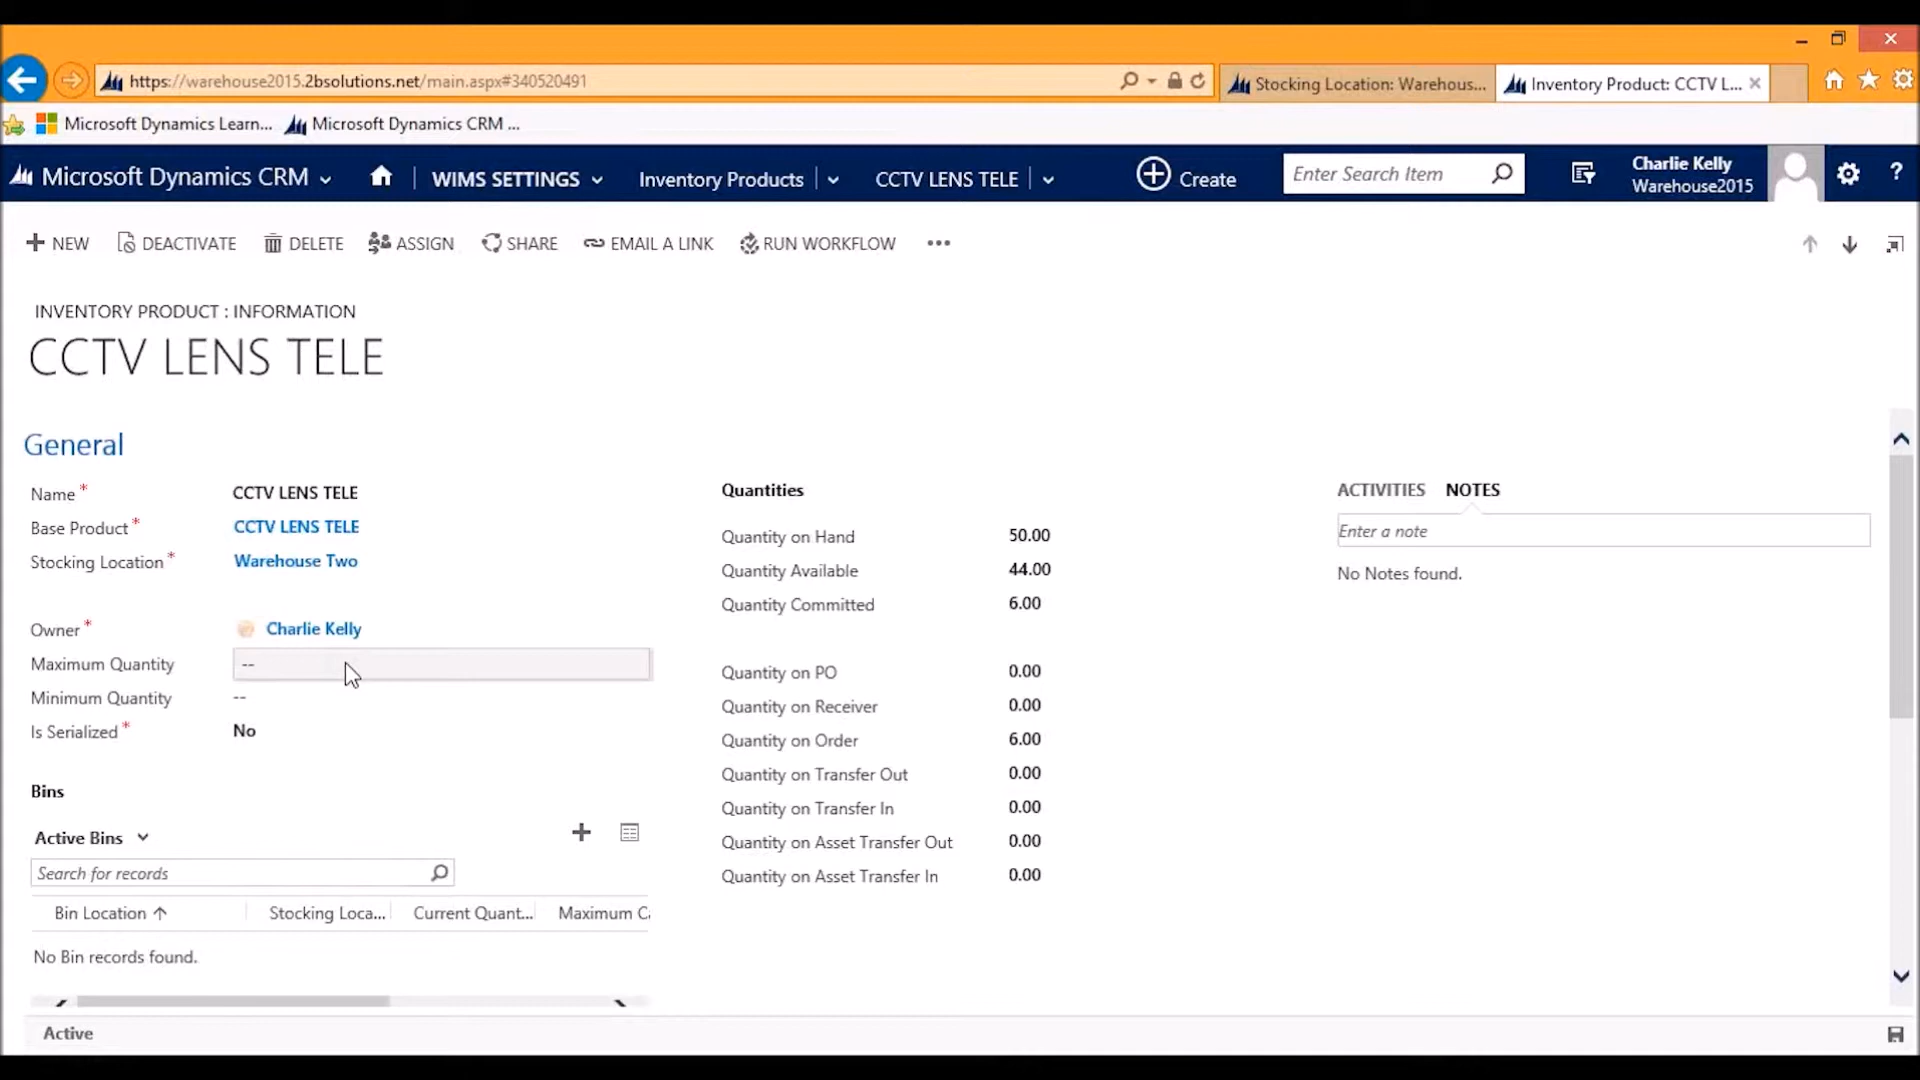 https://warehouse2015.2bsolutions.net/main.aspx#340520491
Stocking Location: Warehous...
Inventory Product: CCTV L...
Microsoft Dynamics Learn...
Microsoft Dynamics CRM ...
Microsoft Dynamics CRM
WIMS SETTINGS
Inventory Products
CCTV LENS TELE
Create
Enter Search Item
Charlie Kelly
Warehouse2015
?
NEW
DEACTIVATE
DELETE
ASSIGN
SHARE
EMAIL A LINK
RUN WORKFLOW
...
INVENTORY PRODUCT : INFORMATION
CCTV LENS TELE
General
Name * CCTV LENS TELE
Base Product * CCTV LENS TELE
Stocking Location * Warehouse Two
Owner * Charlie Kelly
Maximum Quantity --
Minimum Quantity --
Is Serialized * No
Bins
Active Bins
Search for records
Bin Location Stocking Loca... Current Quant... Maximum Ca
No Bin records found.
Quantities
Quantity on Hand 50.00
Quantity Available 44.00
Quantity Committed 6.00
Quantity on PO 0.00
Quantity on Receiver 0.00
Quantity on Order 6.00
Quantity on Transfer Out 0.00
Quantity on Transfer In 0.00
Quantity on Asset Transfer Out 0.00
Quantity on Asset Transfer In 0.00
ACTIVITIES NOTES
Enter a note
No Notes found.
Active